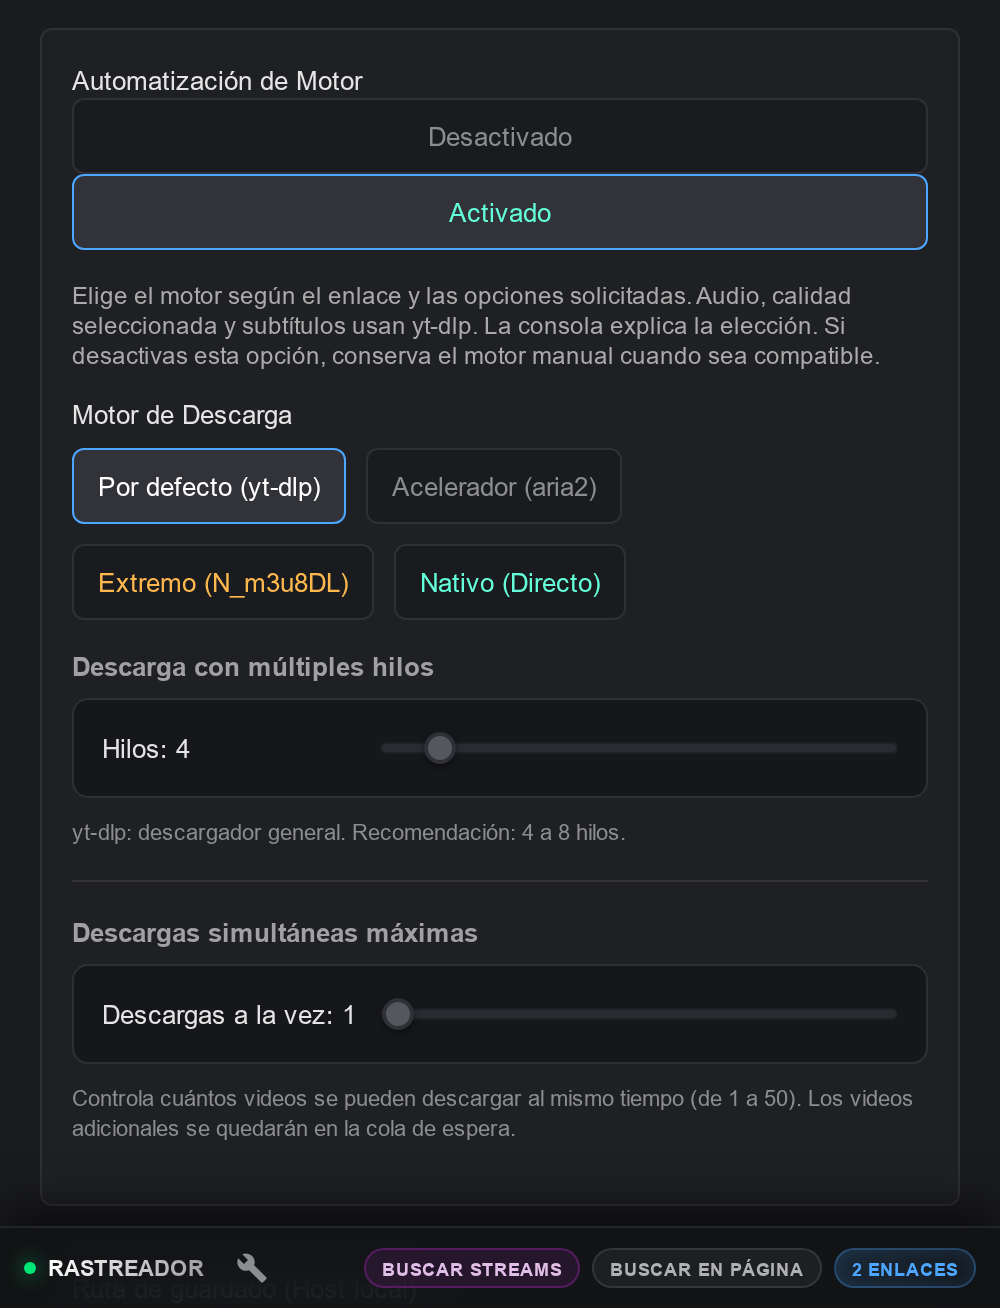 Automatización de Motor
Desactivado
Activado
Elige el motor según el enlace y las opciones solicitadas. Audio, calidad
seleccionada y subtítulos usan yt-dlp. La consola explica la elección. Si
desactivas esta opción, conserva el motor manual cuando sea compatible.
Motor de Descarga
Por defecto (yt-dlp)
Acelerador (aria2)
Extremo (N_m3u8DL)
Nativo (Directo)
Descarga con múltiples hilos
Hilos: 4
yt-dlp: descargador general. Recomendación: 4 a 8 hilos.
Descargas simultáneas máximas
Descargas a la vez: 1
Controla cuántos videos se pueden descargar al mismo tiempo (de 1 a 50). Los videos
adicionales se quedarán en la cola de espera.
RASTREADOR
BUSCAR STREAMS
BUSCAR EN PÁGINA
2 ENLACES
Ruta de guardado (Host local)